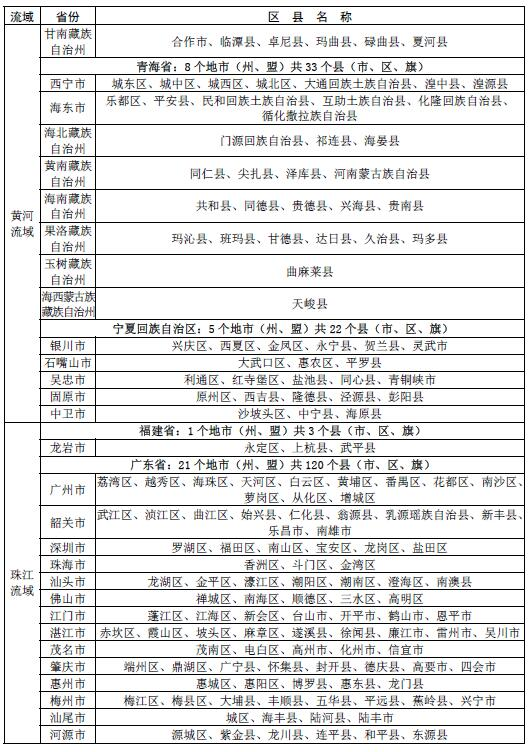 流域 省份 区 县 名 称
甘南藏族
自治州
合作市、临潭县、卓尼县、玛曲县、碌曲县、夏河县
青海省：8 个地市（州、盟）共 33 个县（市、区、旗）
西宁市 城东区、城中区、城西区、城北区、大通回族土族自治县、湟中县、湟源县
海东市
乐都区、平安县、民和回族土族自治县、互助土族自治县、化隆回族自治县、
循化撒拉族自治县
海北藏族
自治州
门源回族自治县、祁连县、海晏县
黄南藏族
自治州
同仁县、尖扎县、泽库县、河南蒙古族自治县
黄河
流域
海南藏族
自治州
共和县、同德县、贵德县、兴海县、贵南县
果洛藏族
自治州
玛沁县、班玛县、甘德县、达日县、久治县、玛多县
玉树藏族
自治州
曲麻莱县
海西蒙古族
藏族自治州
天峻县
宁夏回族自治区：5 个地市（州、盟）共 22 个县（市、区、旗）
银川市 兴庆区、西夏区、金凤区、永宁县、贺兰县、灵武市
石嘴山市 大武口区、惠农区、平罗县
吴忠市 利通区、红寺堡区、盐池县、同心县、青铜峡市
固原市 原州区、西吉县、隆德县、泾源县、彭阳县
中卫市 沙坡头区、中宁县、海原县
福建省：1 个地市（州、盟）共 3 个县（市、区、旗）
龙岩市 永定区、上杭县、武平县
广东省：21 个地市（州、盟）共 120 个县（市、区、旗）
广州市
荔湾区、越秀区、海珠区、天河区、白云区、黄埔区、番禺区、花都区、南沙区、
萝岗区、从化区、增城区
韶关市
武江区、浈江区、曲江区、始兴县、仁化县、翁源县、乳源瑶族自治县、新丰县、
乐昌市、南雄市
深圳市 罗湖区、福田区、南山区、宝安区、龙岗区、盐田区
珠江
流域
珠海市 香洲区、斗门区、金湾区
汕头市 龙湖区、金平区、濠江区、潮阳区、潮南区、澄海区、南澳县
佛山市 禅城区、南海区、顺德区、三水区、高明区
江门市 蓬江区、江海区、新会区、台山市、开平市、鹤山市、恩平市
湛江市 赤坎区、霞山区、坡头区、麻章区、遂溪县、徐闻县、廉江市、雷州市、吴川市
茂名市 茂南区、电白区、高州市、化州市、信宜市
肇庆市 端州区、鼎湖区、广宁县、怀集县、封开县、德庆县、高要市、四会市
惠州市 惠城区、惠阳区、博罗县、惠东县、龙门县
梅州市 梅江区、梅县区、大埔县、丰顺县、五华县、平远县、蕉岭县、兴宁市
汕尾市 城区、海丰县、陆河县、陆丰市
河源市 源城区、紫金县、龙川县、连平县、和平县、东源县